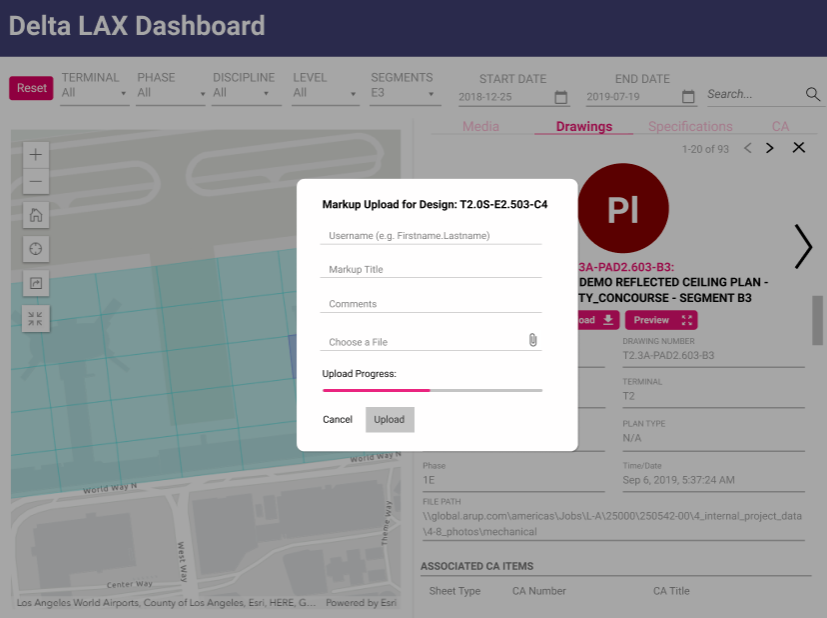 Delta LAX Dashboard
Reset
TERMINAL
All
PHASE
All
DISCIPLINE
All
LEVEL
All
SEGMENTS
E3
START DATE
2018-12-25
END DATE
2019-07-19
Search...
Media
Drawings
Specifications
CA
1-20 of 93
Markup Upload for Design: T2.0S-E2.503-C4
Username (e.g. Firstname.Lastname)
Markup Title
Comments
Choose a File
Upload Progress:
Cancel
Upload
Pl
3A-PAD2.603-B3:
DEMO REFLECTED CEILING PLAN -
TY_CONCOURSE - SEGMENT B3
oad
Preview
DRAWING NUMBER
T2.3A-PAD2.603-B3
TERMINAL
T2
PLAN TYPE
N/A
Phase
1E
Time/Date
Sep 6, 2019, 5:37:24 AM
FILE PATH
\\global.arup.com\americas\Jobs\L-A\25000\250542-00\4_internal_project_data
\4-8_photos\mechanical
ASSOCIATED CA ITEMS
Sheet Type
CA Number
CA Title
World Way N
World Way N
West Way
Theme Way
Center Way
Los Angeles World Airports, County of Los Angeles, Esri, HERE, G...
Powered by Esri